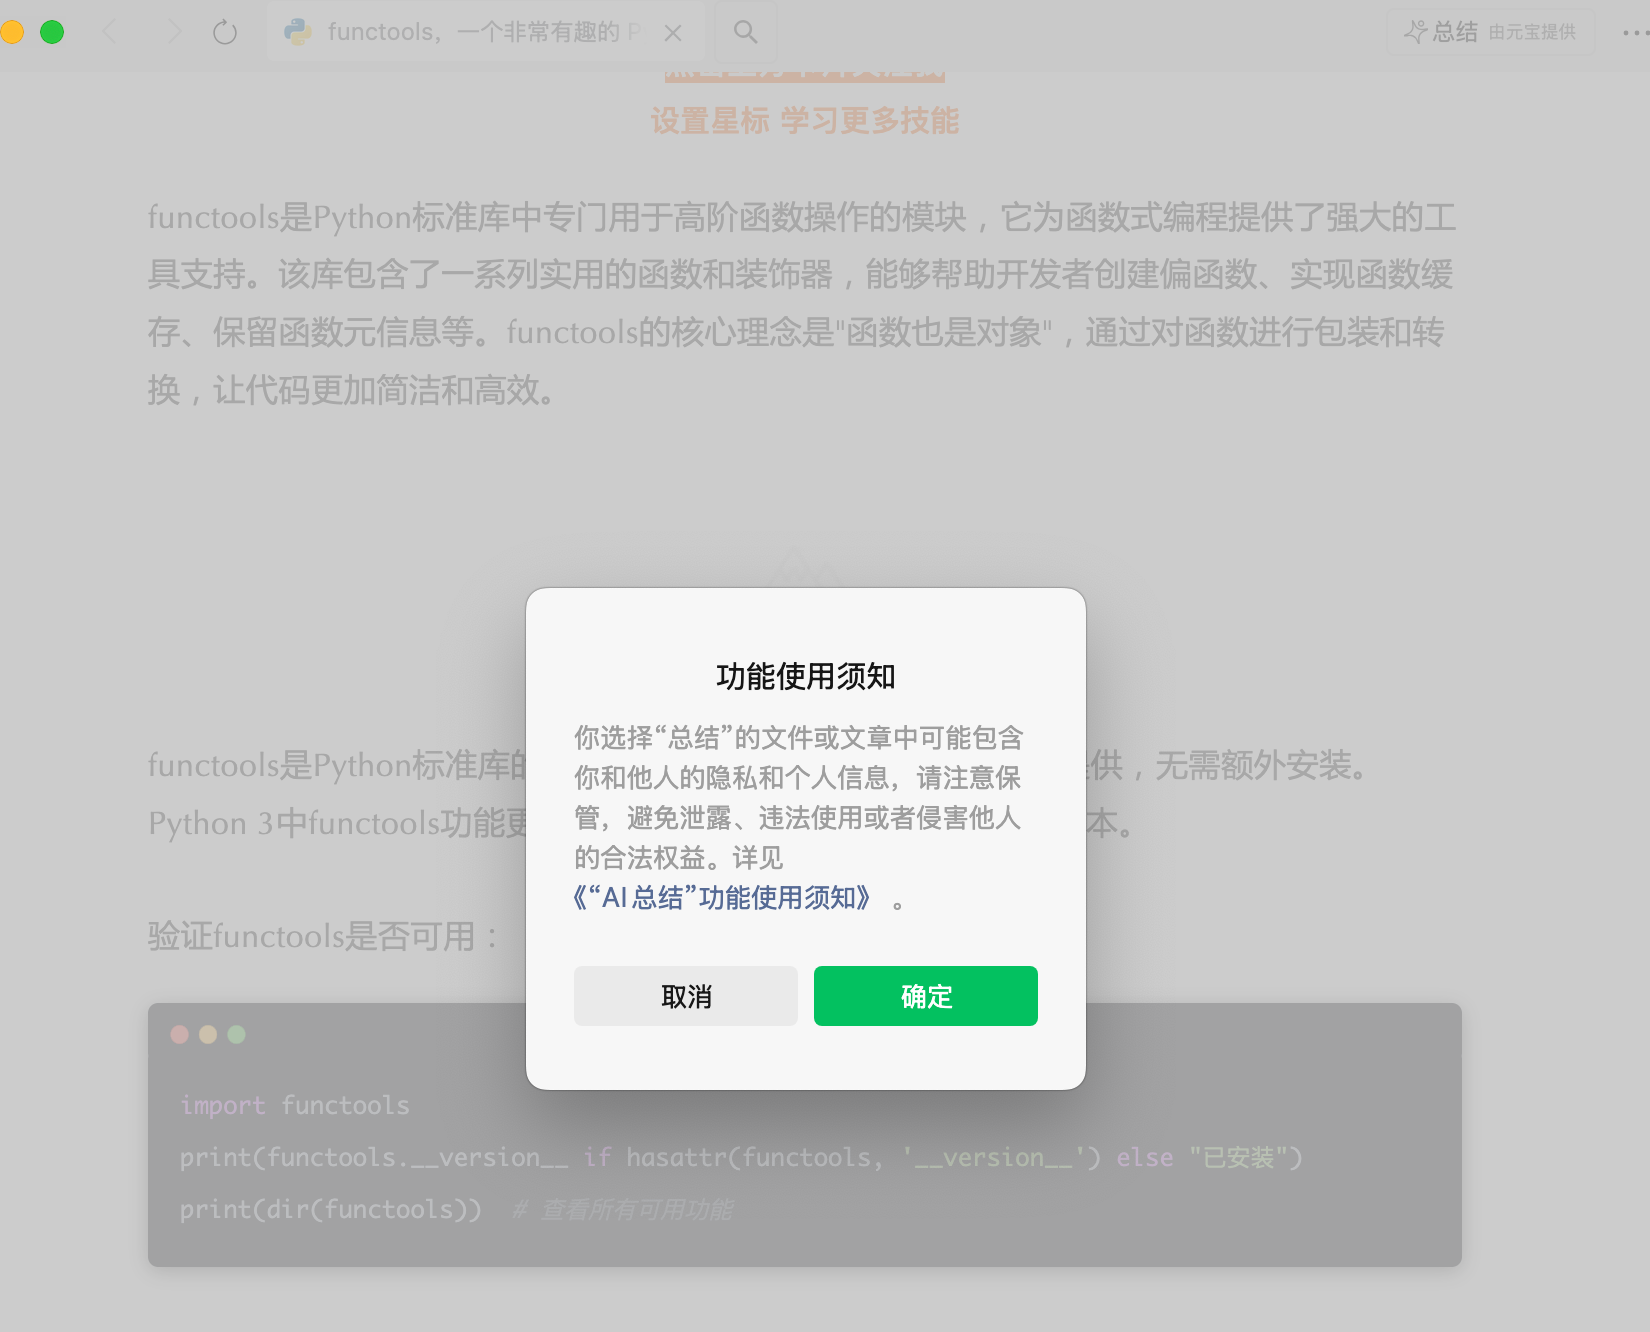 functools，一个非常有趣的 P
总结 由元宝提供
设置星标 学习更多技能
functools是Python标准库中专门用于高阶函数操作的模块，它为函数式编程提供了强大的工
具支持。该库包含了一系列实用的函数和装饰器，能够帮助开发者创建偏函数、实现函数缓
存、保留函数元信息等。functools的核心理念是"函数也是对象"，通过对函数进行包装和转
换，让代码更加简洁和高效。
功能使用须知
你选择“总结”的文件或文章中可能包含
你和他人的隐私和个人信息，请注意保
管，避免泄露、违法使用或者侵害他人
的合法权益。详见
《“AI 总结”功能使用须知》 。
取消 确定
functools是Python标准库的 供，无需额外安装。
Python 3中functools功能更 本。
验证functools是否可用：
import functools
print(functools.__version__ if hasattr(functools, '__version__') else "已安装")
print(dir(functools))  # 查看所有可用功能